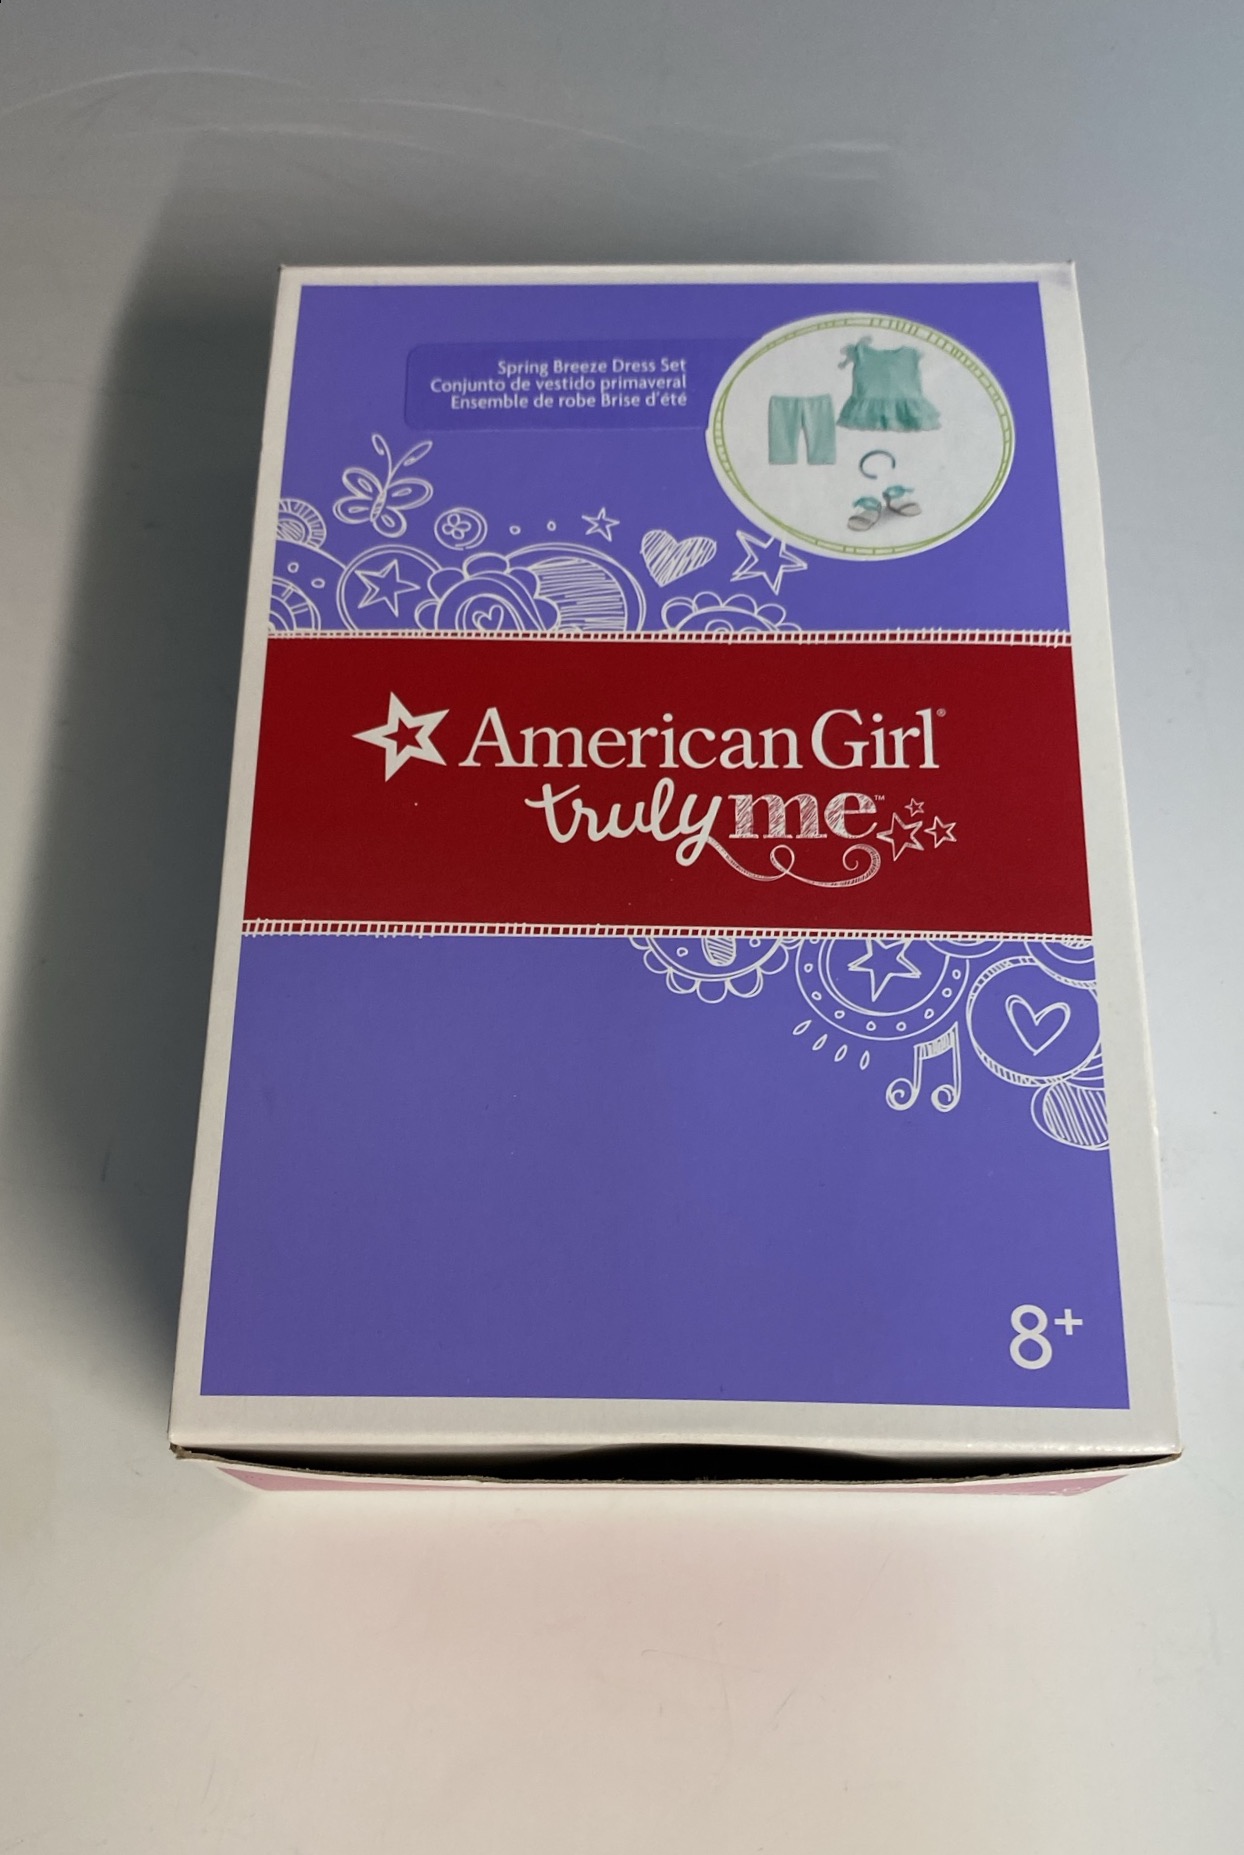 Spring Breeze Dress Set
Conjunto de vestido primaveral
Ensemble de robe Brise d'été
American Girl®
truly me™
8+